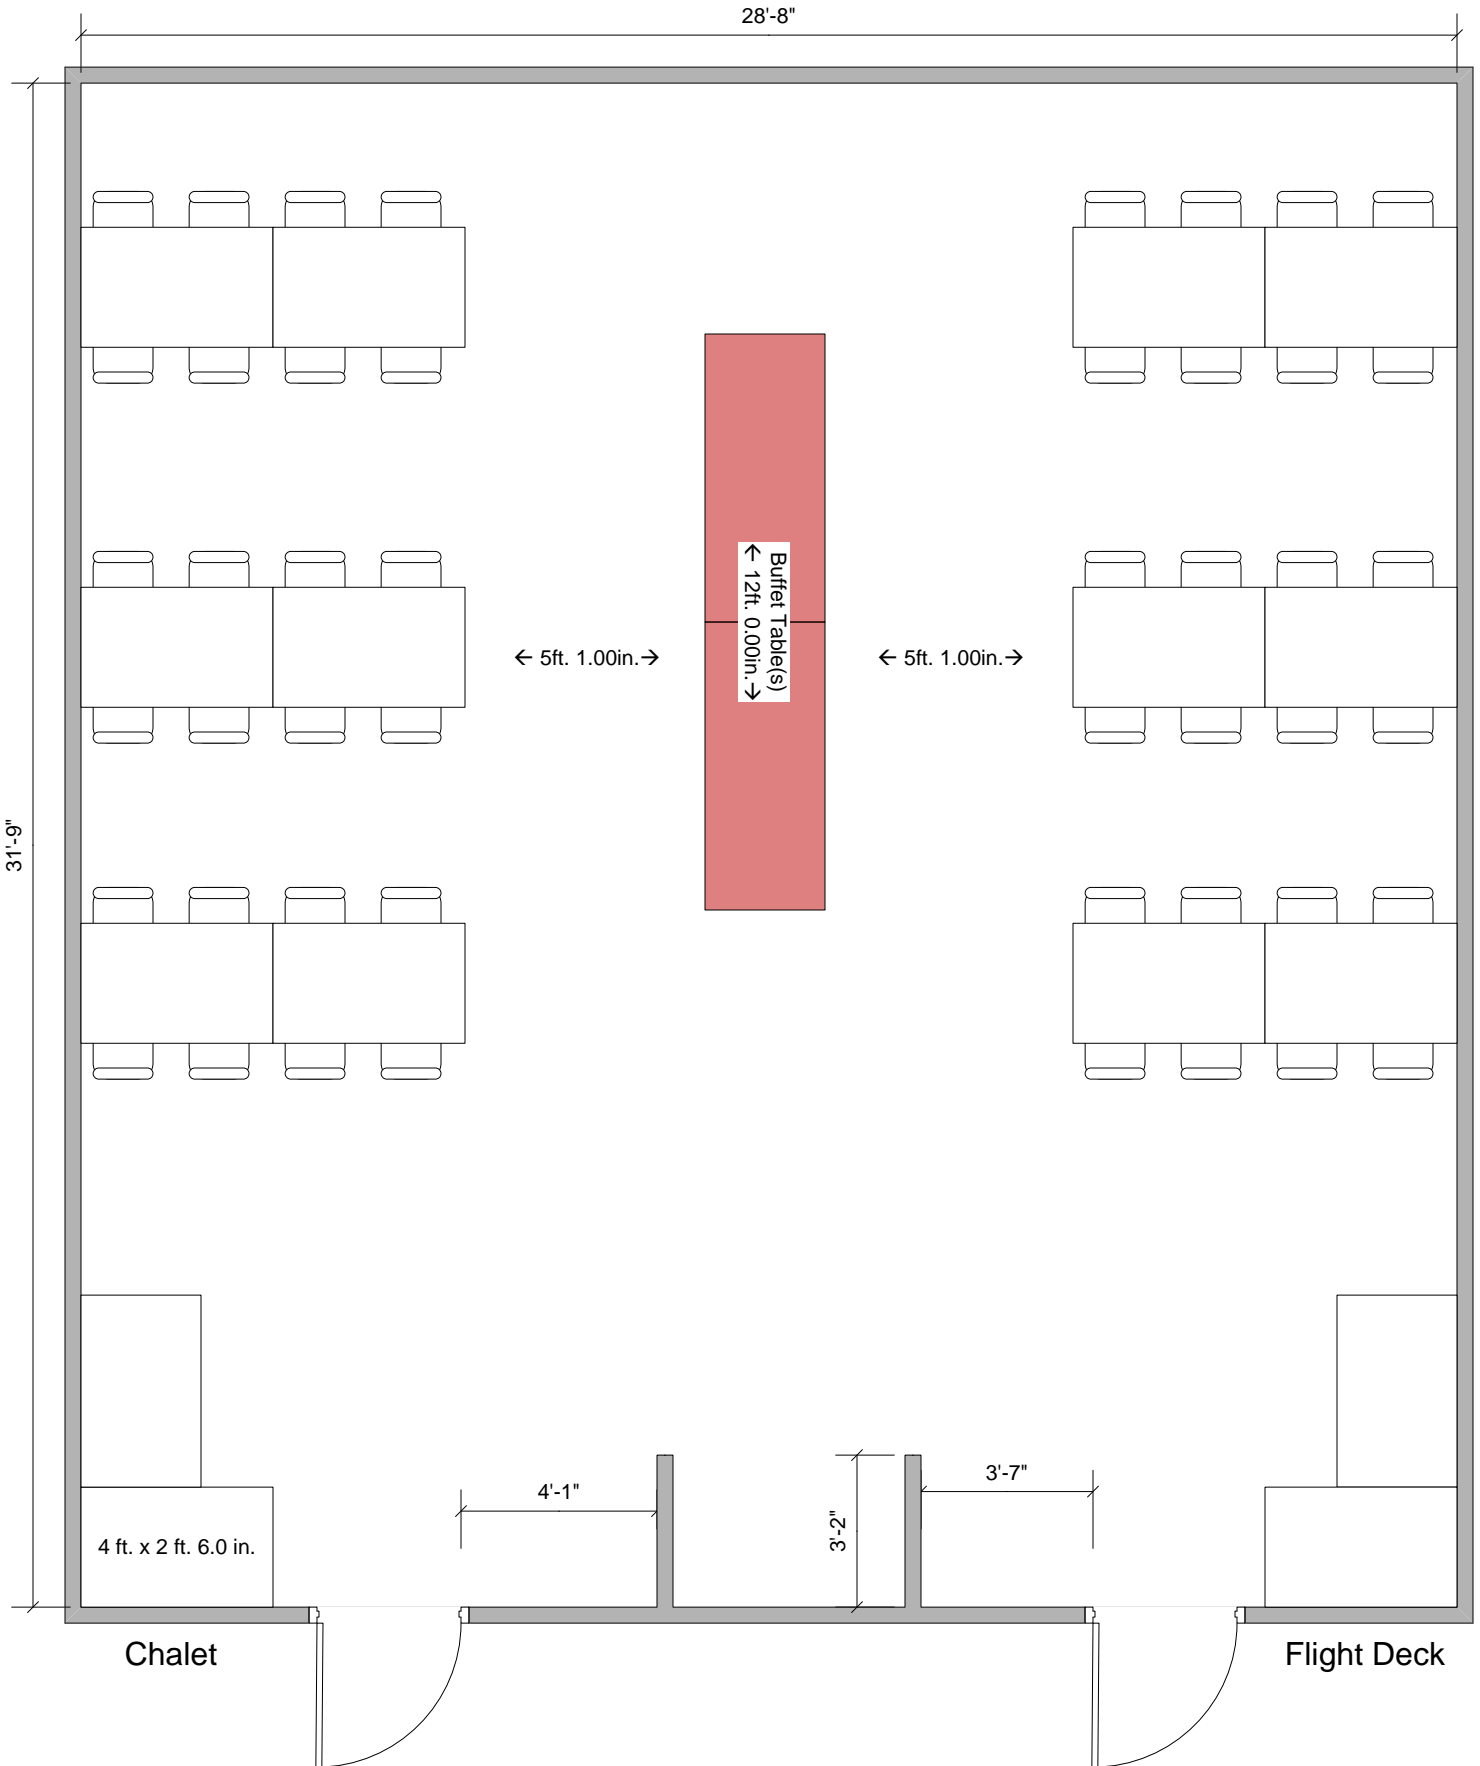 28'-8"
31'-9"
← 5ft. 1.00in.→
Buffet Table(s)
← 12ft. 0.00in.→
← 5ft. 1.00in.→
4'-1"
3'-2"
3'-7"
4 ft. x 2 ft. 6.0 in.
Chalet
Flight Deck